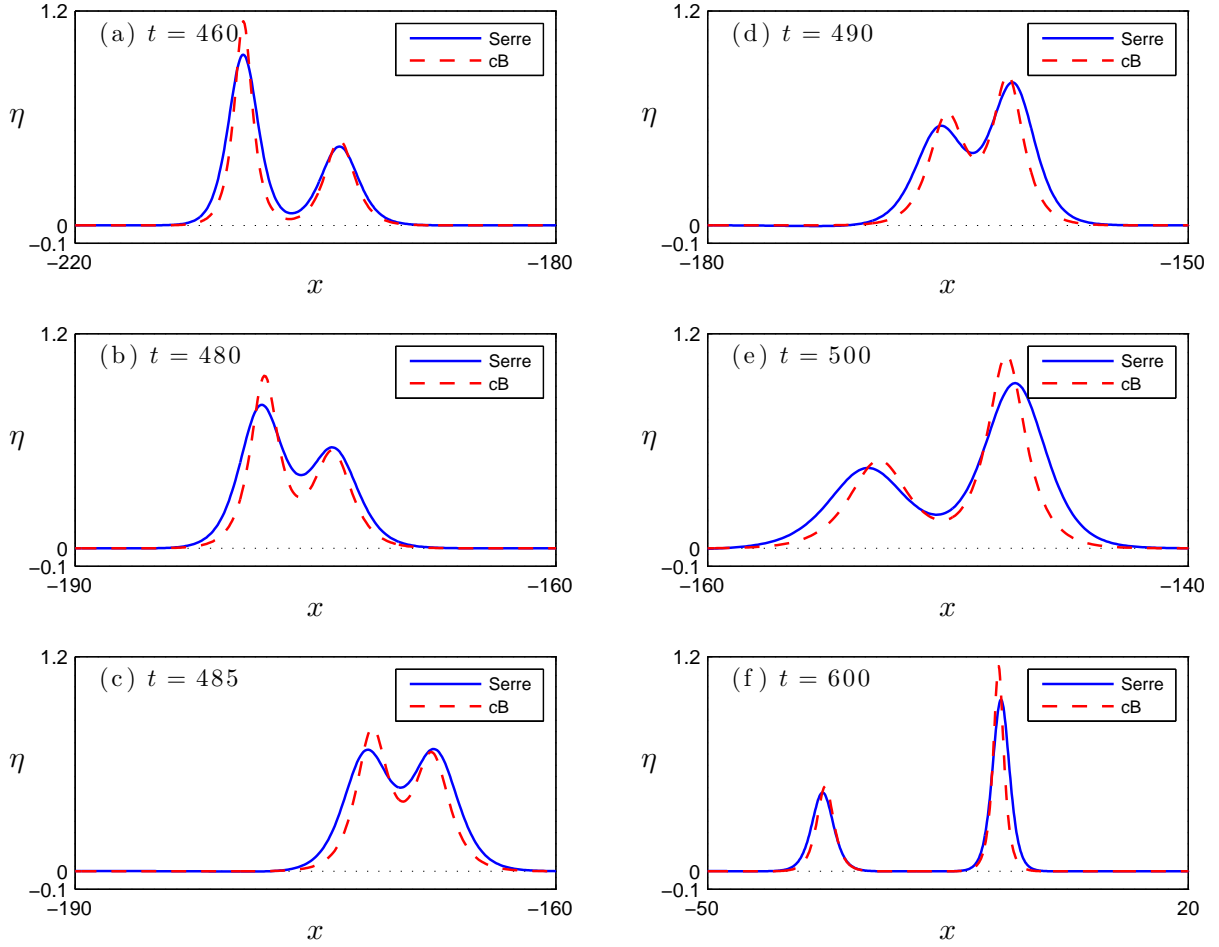 1.2
(a) t = 460
Serre
cB
η
0
−0.1
−220
−180
x
1.2
(b) t = 480
Serre
cB
η
0
−0.1
−190
−160
x
1.2
(c) t = 485
Serre
cB
η
0
−0.1
−190
−160
x
1.2
(d) t = 490
Serre
cB
η
0
−0.1
−180
−150
x
1.2
(e) t = 500
Serre
cB
η
0
−0.1
−160
−140
x
1.2
(f) t = 600
Serre
cB
η
0
−0.1
−50
20
x